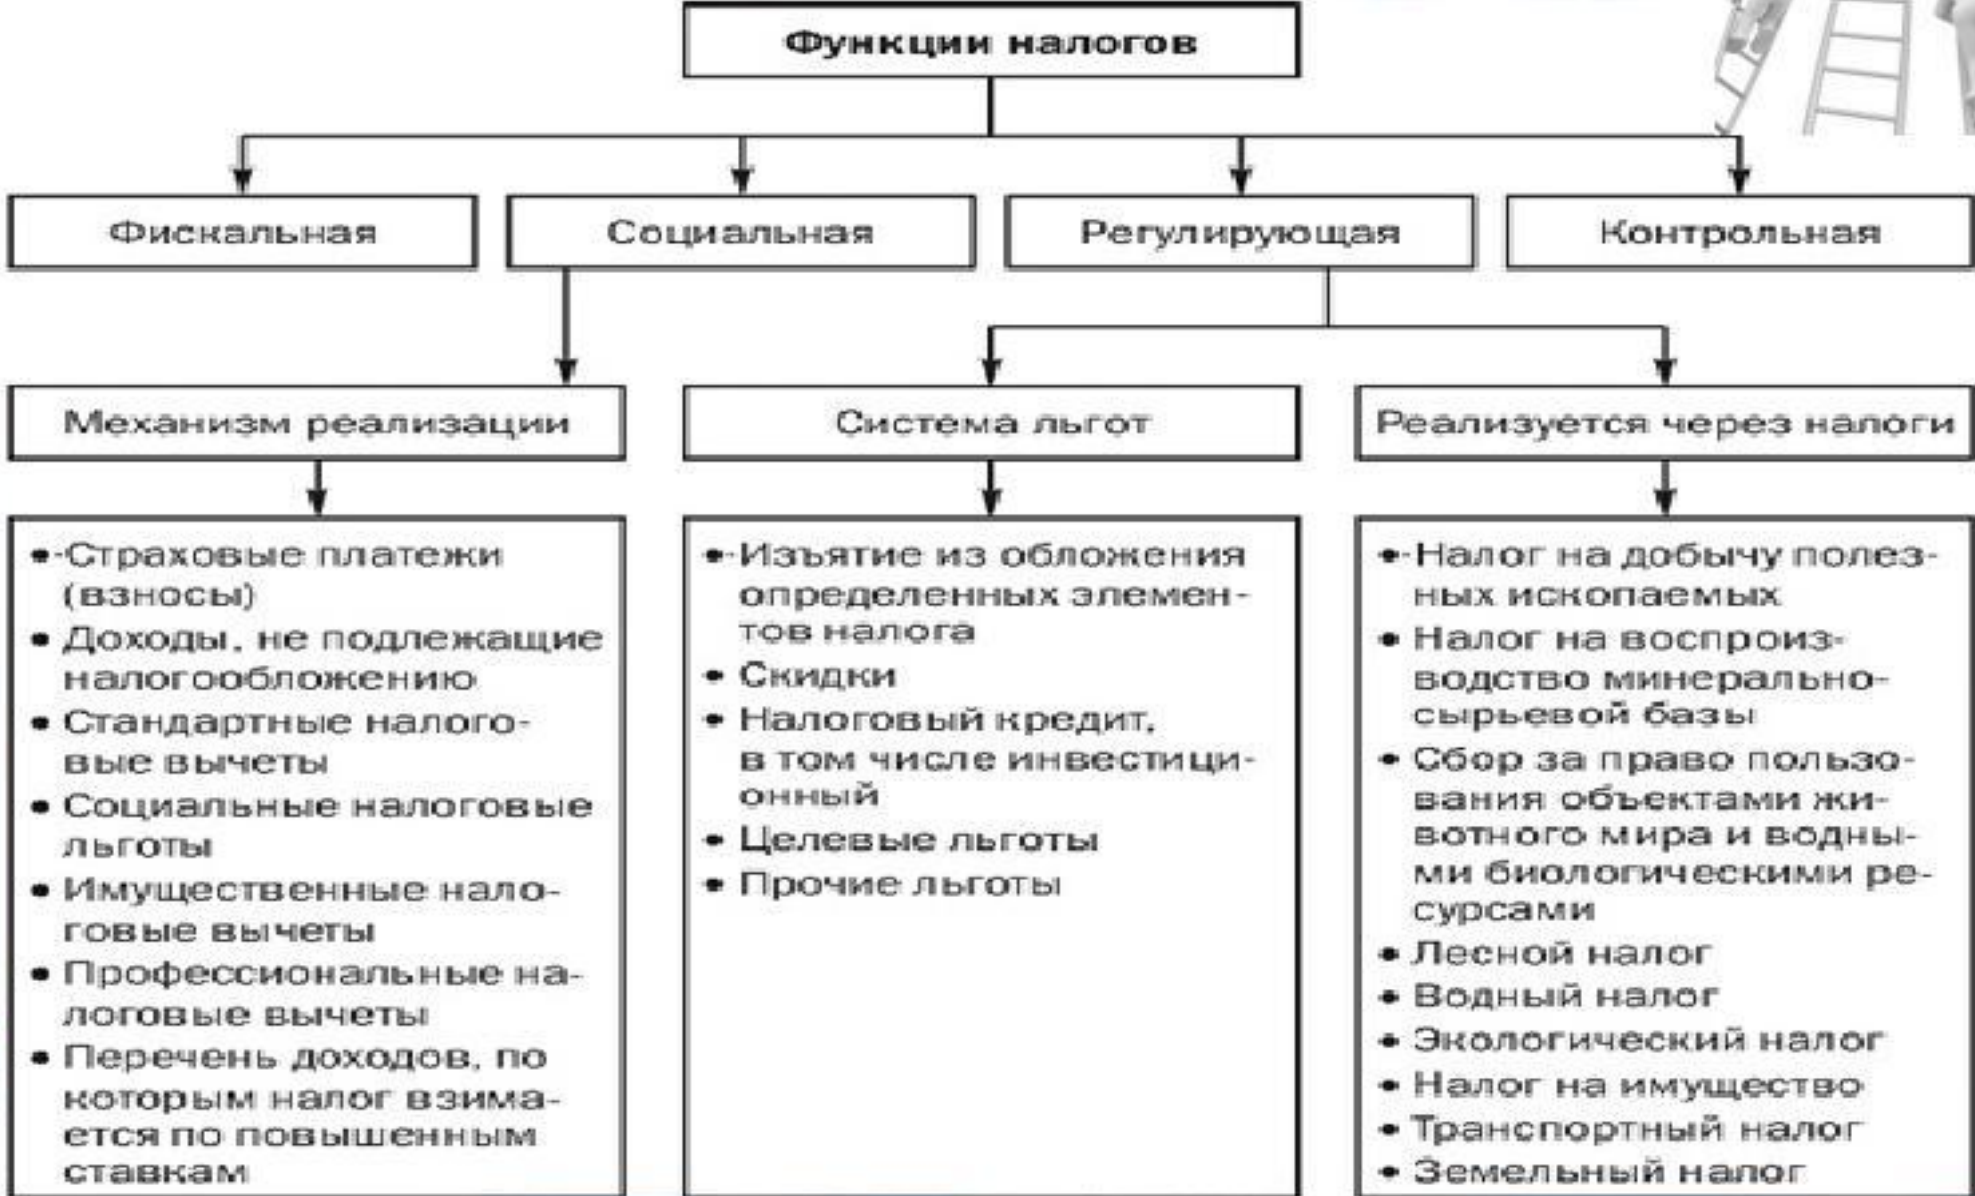 Функции налогов
Фискальная
Социальная
Регулирующая
Контрольная
Механизм реализации
Система льгот
Реализуется через налоги
• Страховые платежи
(взносы)
• Доходы, не подлежащие
налогообложению
• Стандартные налого-
вые вычеты
• Социальные налоговые
льготы
• Имущественные нало-
говые вычеты
• Профессиональные на-
логовые вычеты
• Перечень доходов, по
которым налог взима-
ется по повышенным
ставкам
• Изъятие из обложения
определенных элемен-
тов налога
• Скидки
• Налоговый кредит,
в том числе инвестици-
онный
• Целевые льготы
• Прочие льготы
• Налог на добычу полез-
ных ископаемых
• Налог на воспроиз-
водство минерально-
сырьевой базы
• Сбор за право пользо-
вания объектами жи-
вотного мира и водны-
ми биологическими ре-
сурсами
• Лесной налог
• Водный налог
• Экологический налог
• Налог на имущество
• Транспортный налог
• Земельный налог